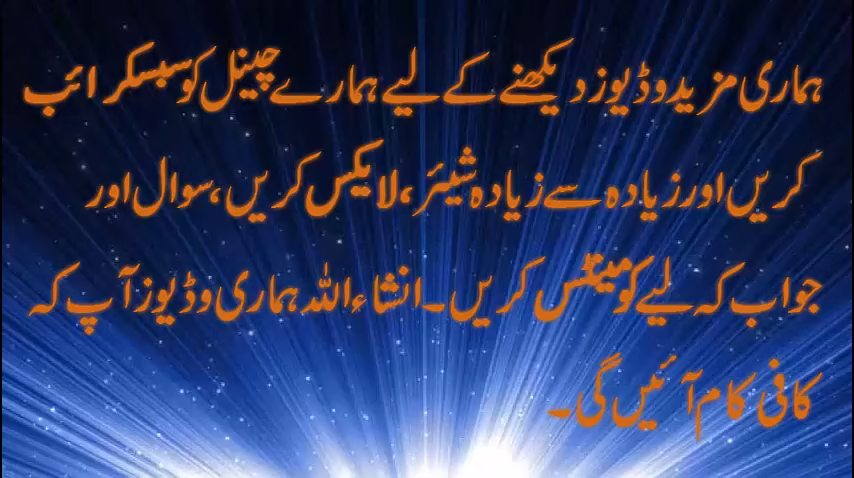 ہماری مزید وڈیوز دیکھنے کے لیے ہمارے چینل کو سبسکرائب
کریں اور زیادہ سے زیادہ شیئر، لایکس کریں، سوال اور
جواب کہ لیے کومینٹس کریں۔ انشاءاللہ ہماری وڈیوز آپ کہ
کافی کام آئیں گی۔